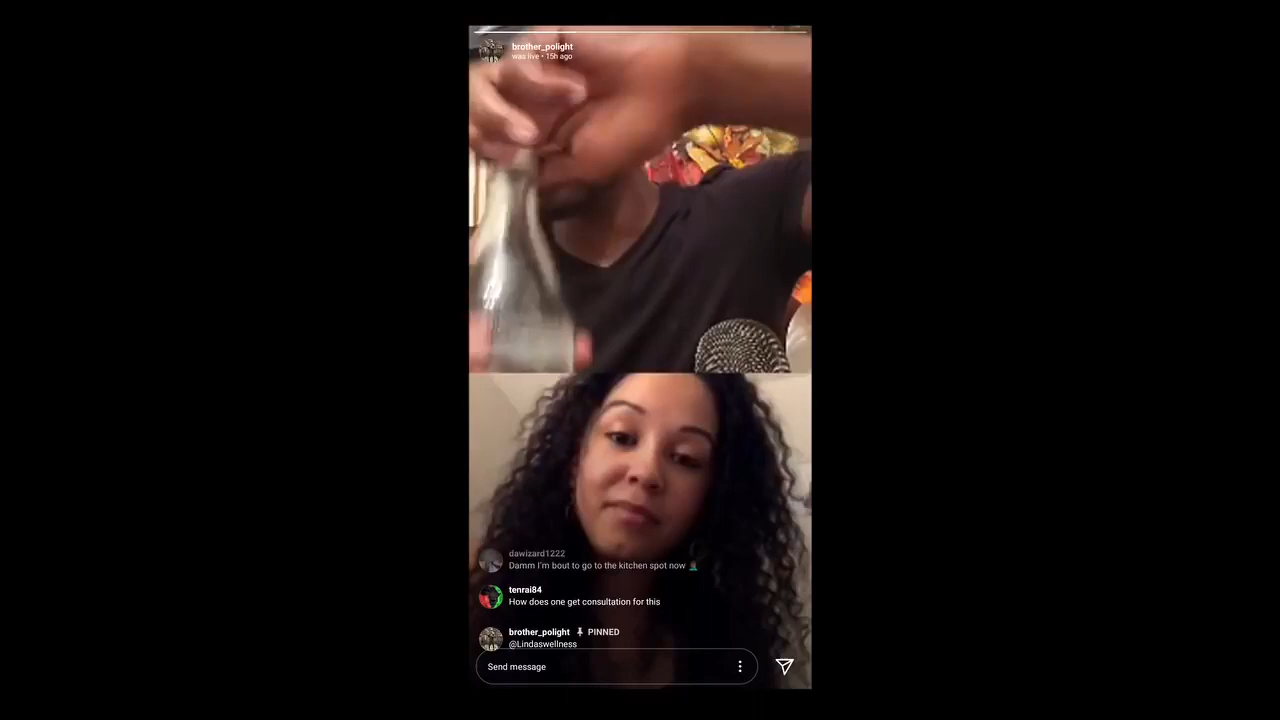 brother_polight
was live • 15h ago
dawizard1222
Damm I'm bout to go to the kitchen spot now
tenrai84
How does one get consultation for this
brother_polight PINNED
@Lindaswellness
Send message